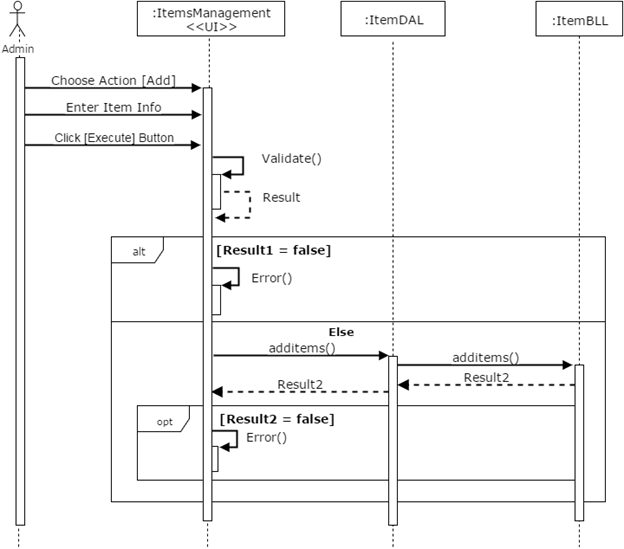 :ItemsManagement
<<UI>>
:ItemDAL
:ItemBLL
Admin
Choose Action [Add]
Enter Item Info
Click [Execute] Button
Validate()
Result
alt
[Result1 = false]
Error()
Else
additems()
additems()
Result2
Result2
opt
[Result2 = false]
Error()